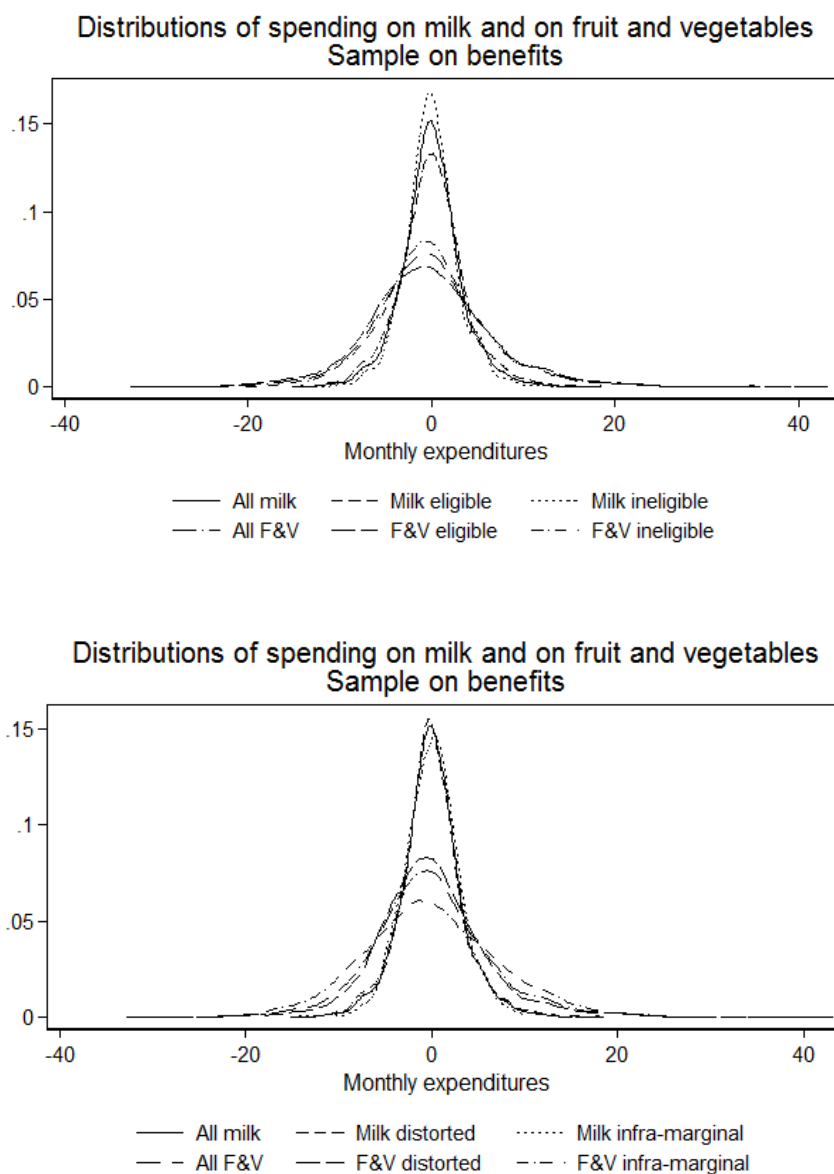 Distributions of spending on milk and on fruit and vegetables
Sample on benefits
.15
.1
.05
0
-40 -20 0 20 40
Monthly expenditures
All milk Milk eligible Milk ineligible
All F&V F&V eligible F&V ineligible
Distributions of spending on milk and on fruit and vegetables
Sample on benefits
.15
.1
.05
0
-40 -20 0 20 40
Monthly expenditures
All milk Milk distorted Milk infra-marginal
All F&V F&V distorted F&V infra-marginal